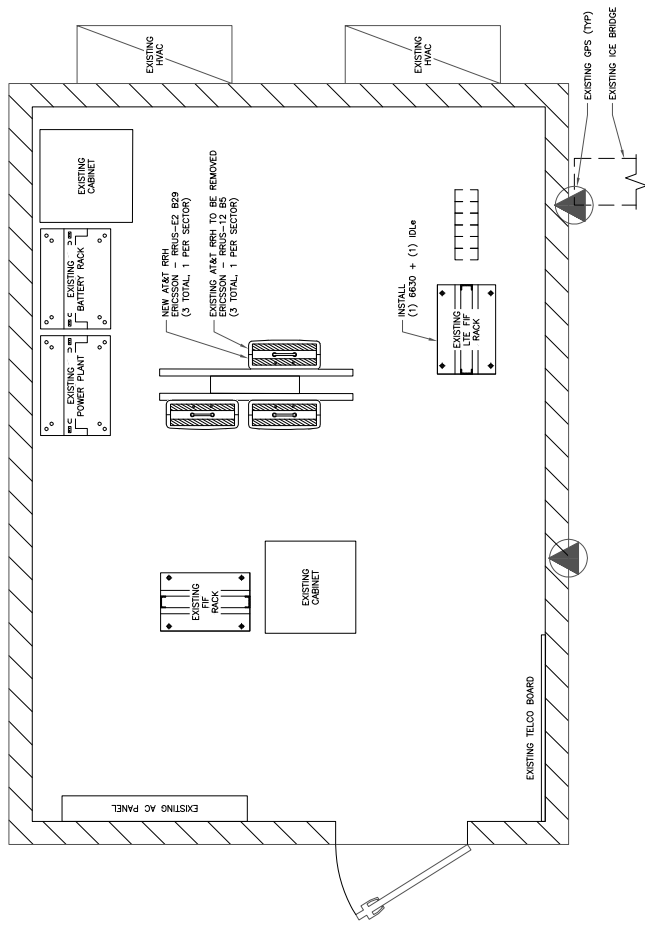 EXISTING
HVAC
EXISTING
HVAC
EXISTING GPS (TYP)
EXISTING ICE BRIDGE
EXISTING
CABINET
EXISTING
BATTERY RACK
EXISTING
POWER PLANT
NEW AT&T RRH
ERICSSON - RRUS-E2 B29
(3 TOTAL, 1 PER SECTOR)
EXISTING AT&T RRH TO BE REMOVED
ERICSSON - RRUS-12 B5
(3 TOTAL, 1 PER SECTOR)
INSTALL
(1) 6630 + (1) IDLe
EXISTING
LTE FIF
RACK
EXISTING
FIF
RACK
EXISTING
CABINET
EXISTING AC PANEL
EXISTING TELCO BOARD